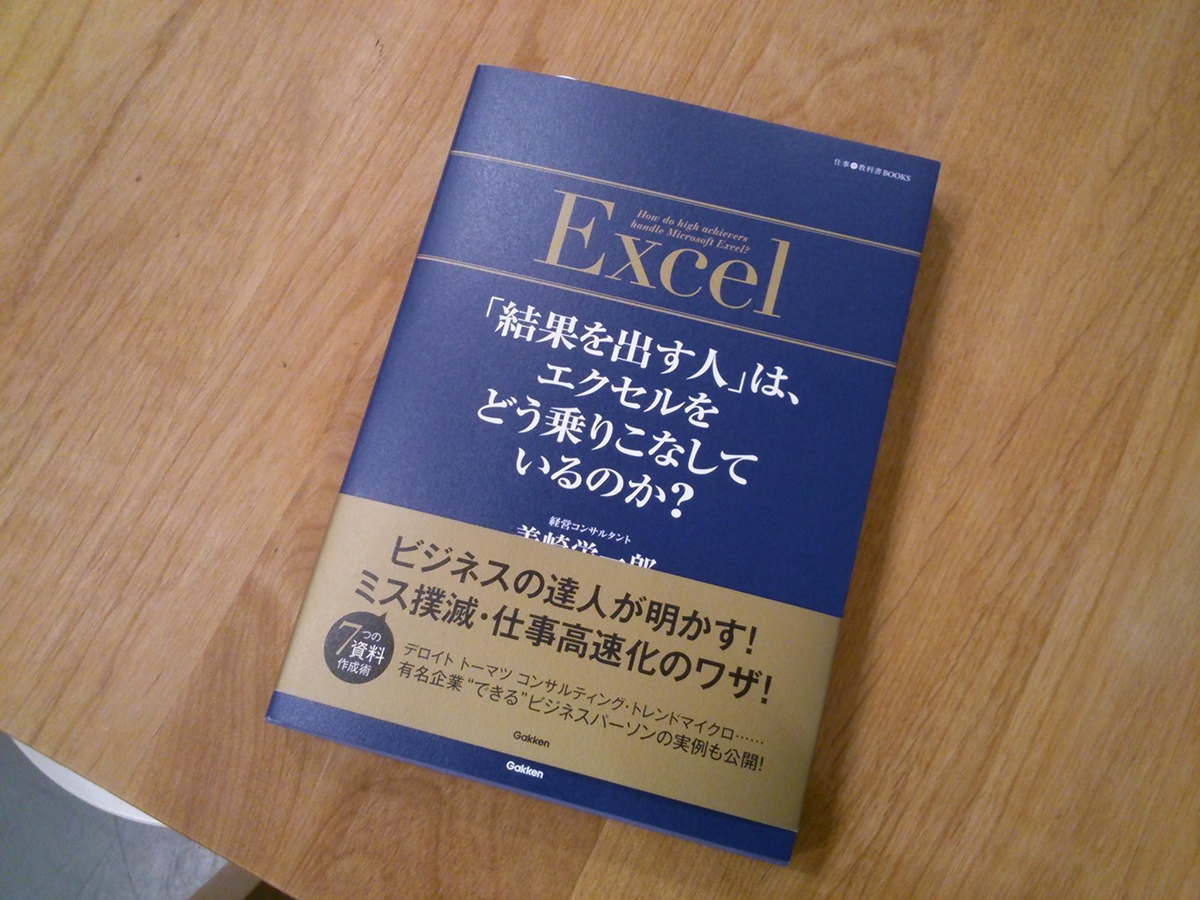 仕事の教科書BOOKS
How do high achievers
handle Microsoft Excel?
Excel
「結果を出す人」は、
エクセルを
どう乗りこなして
いるのか?
経営コンサルタント
美崎栄一郎
ビジネスの達人が明かす!
ミス撲滅・仕事高速化のワザ!
7つの
資料
作成術
デロイト トーマツ コンサルティング・トレンドマイクロ……
有名企業“できる”ビジネスパーソンの実例も公開!
Gakken
Gakken